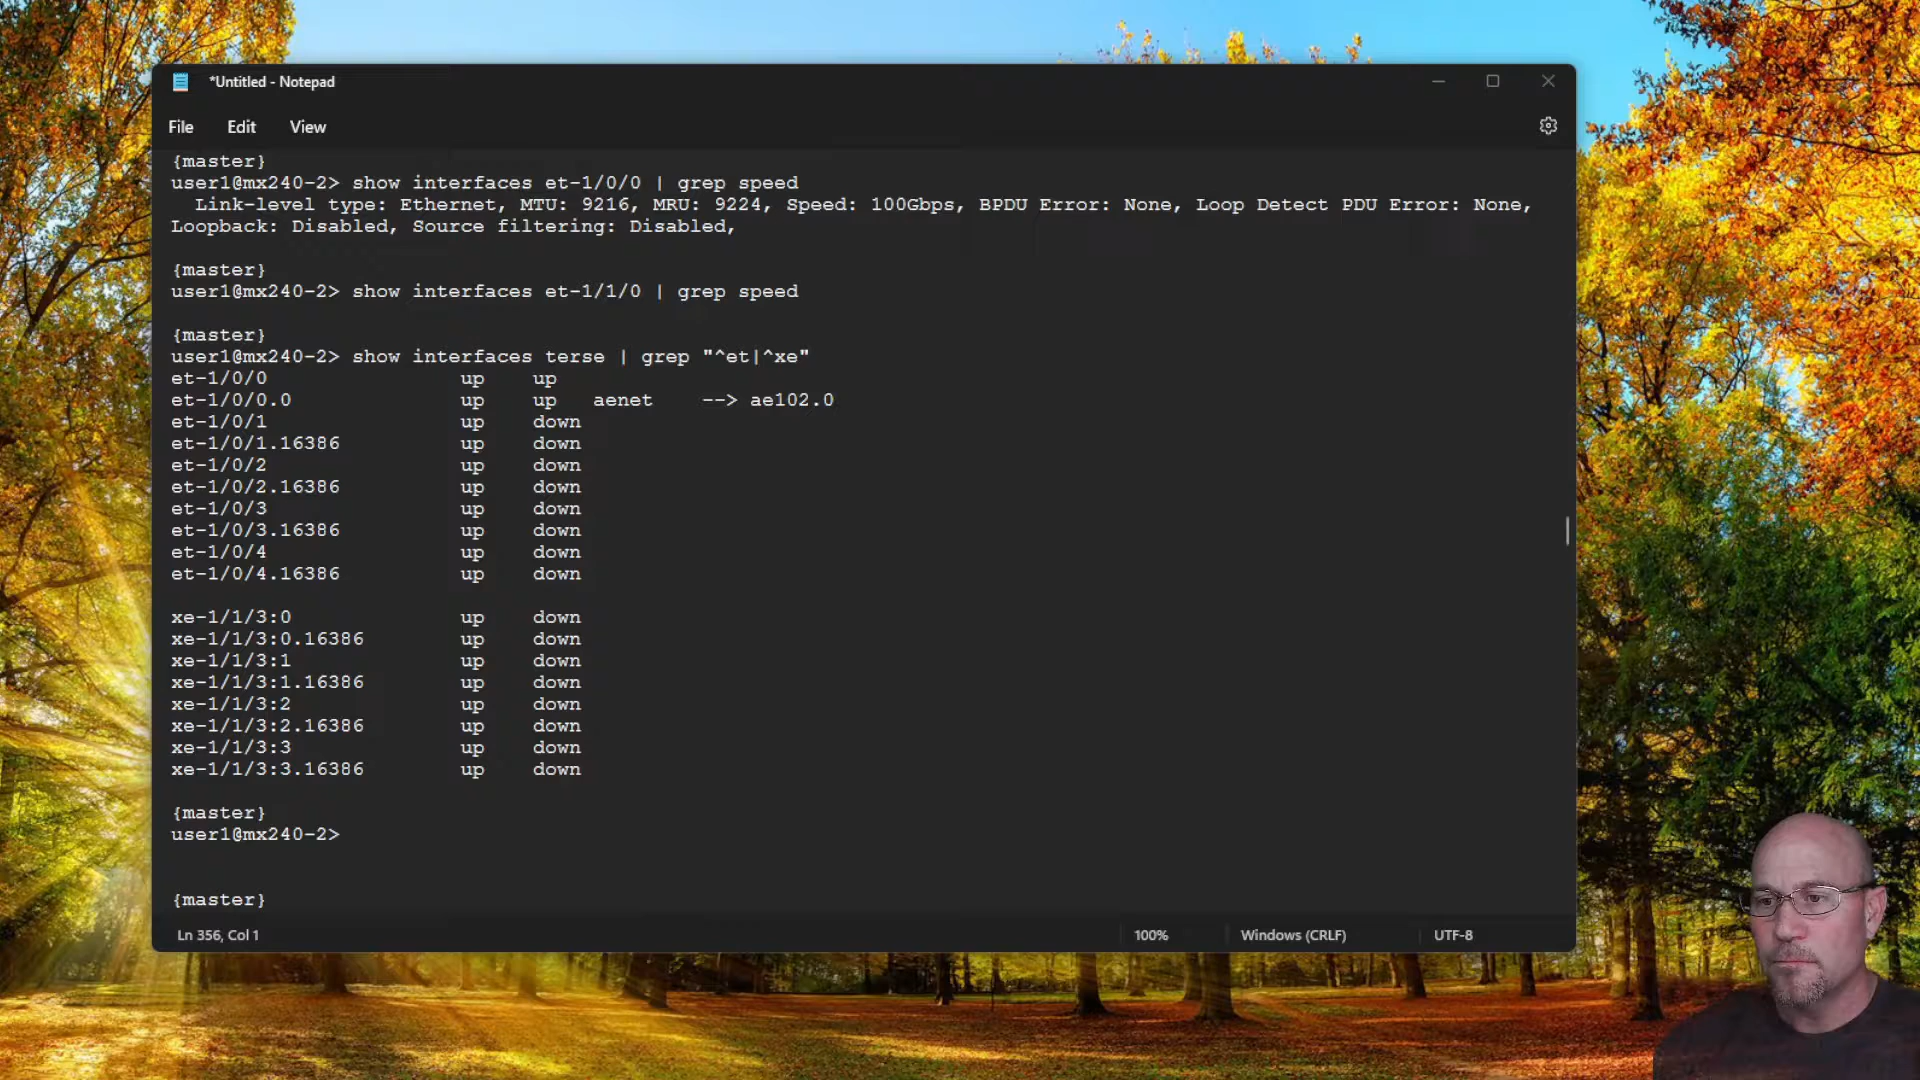 *Untitled - Notepad
File Edit View
{master}
user1@mx240-2> show interfaces et-1/0/0 | grep speed
  Link-level type: Ethernet, MTU: 9216, MRU: 9224, Speed: 100Gbps, BPDU Error: None, Loop Detect PDU Error: None,
Loopback: Disabled, Source filtering: Disabled,
{master}
user1@mx240-2> show interfaces et-1/1/0 | grep speed
{master}
user1@mx240-2> show interfaces terse | grep "^et|^xe"
et-1/0/0                up    up
et-1/0/0.0              up    up   aenet    --> ae102.0
et-1/0/1                up    down
et-1/0/1.16386          up    down
et-1/0/2                up    down
et-1/0/2.16386          up    down
et-1/0/3                up    down
et-1/0/3.16386          up    down
et-1/0/4                up    down
et-1/0/4.16386          up    down
xe-1/1/3:0              up    down
xe-1/1/3:0.16386        up    down
xe-1/1/3:1              up    down
xe-1/1/3:1.16386        up    down
xe-1/1/3:2              up    down
xe-1/1/3:2.16386        up    down
xe-1/1/3:3              up    down
xe-1/1/3:3.16386        up    down
{master}
user1@mx240-2>
{master}
Ln 356, Col 1 100% Windows (CRLF) UTF-8